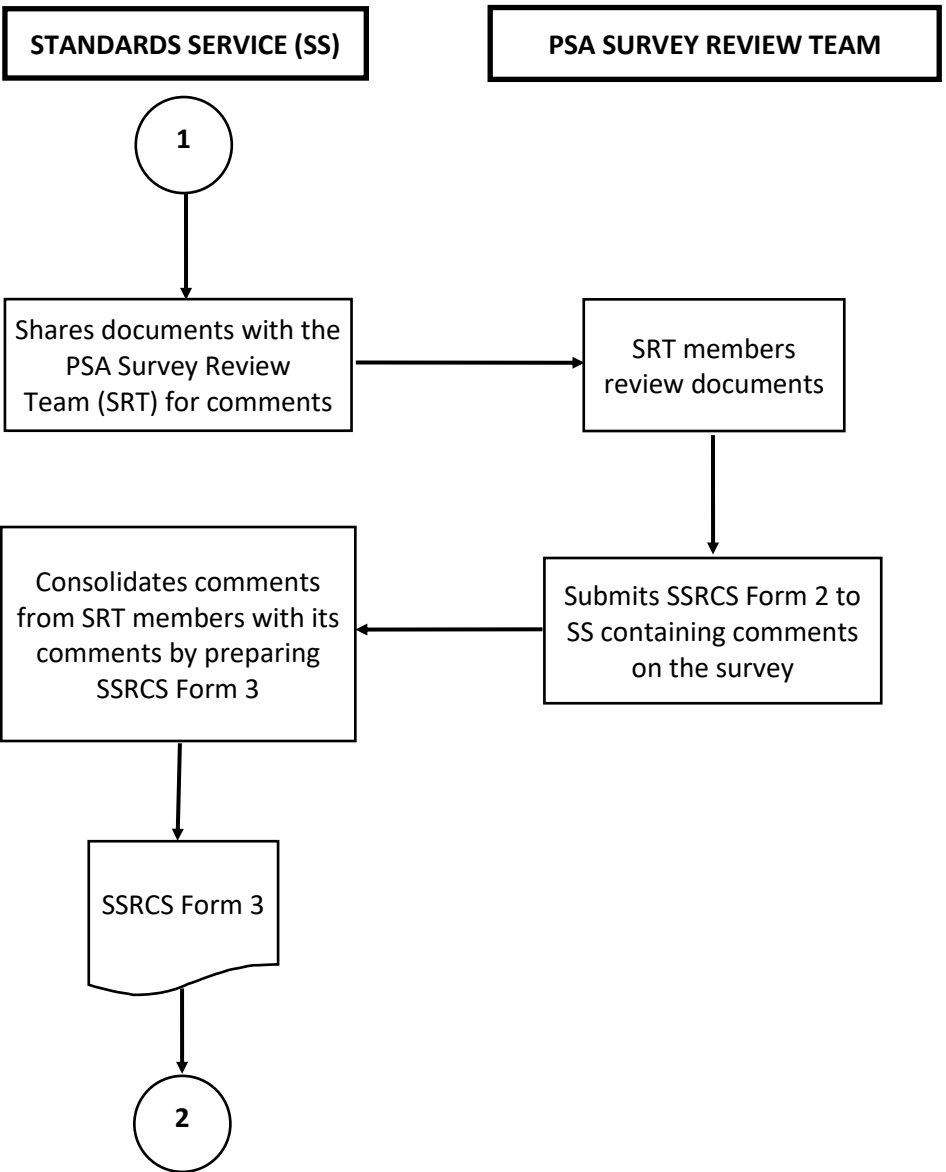 STANDARDS SERVICE (SS)
PSA SURVEY REVIEW TEAM
1
Shares documents with the
PSA Survey Review
Team (SRT) for comments
SRT members
review documents
Submits SSRCS Form 2 to
SS containing comments
on the survey
Consolidates comments
from SRT members with its
comments by preparing
SSRCS Form 3
SSRCS Form 3
2